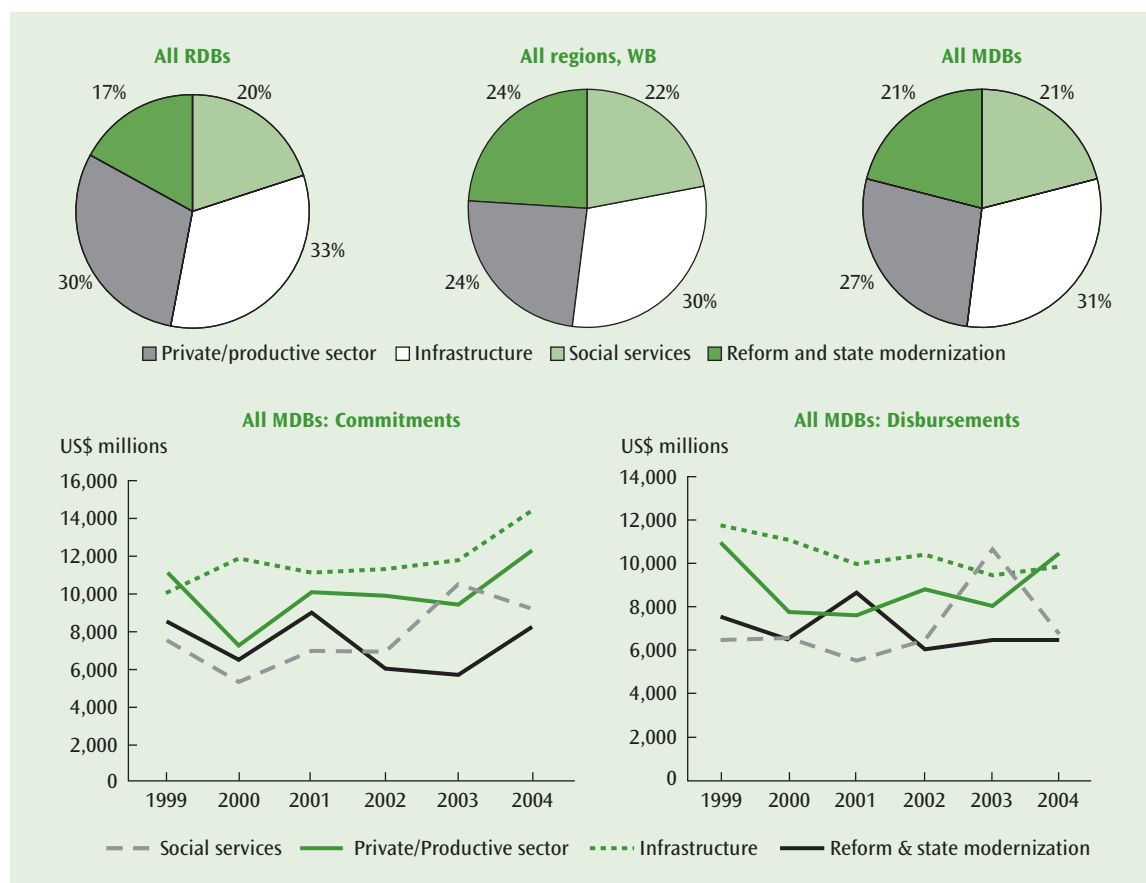 All RDBs
All regions, WB
All MDBs
17%
20%
33%
30%
24%
22%
30%
24%
21%
21%
31%
27%
Private/productive sector Infrastructure Social services Reform and state modernization
All MDBs: Commitments
US$ millions
16,000
14,000
12,000
10,000
8,000
6,000
4,000
2,000
0
1999 2000 2001 2002 2003 2004
All MDBs: Disbursements
US$ millions
14,000
12,000
10,000
8,000
6,000
4,000
2,000
0
1999 2000 2001 2002 2003 2004
Social services Private/Productive sector Infrastructure Reform & state modernization